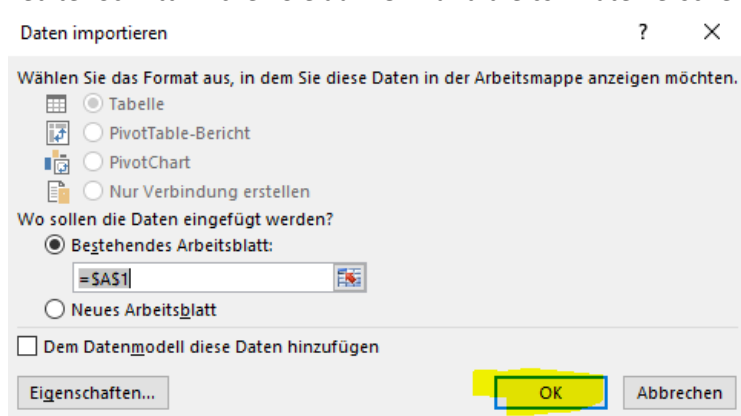 Daten importieren ? ×
Wählen Sie das Format aus, in dem Sie diese Daten in der Arbeitsmappe anzeigen möchten.
Tabelle
PivotTable-Bericht
PivotChart
Nur Verbindung erstellen
Wo sollen die Daten eingefügt werden?
Bestehendes Arbeitsblatt:
=$A$1
Neues Arbeitsblatt
Dem Datenmodell diese Daten hinzufügen
Eigenschaften... OK Abbrechen